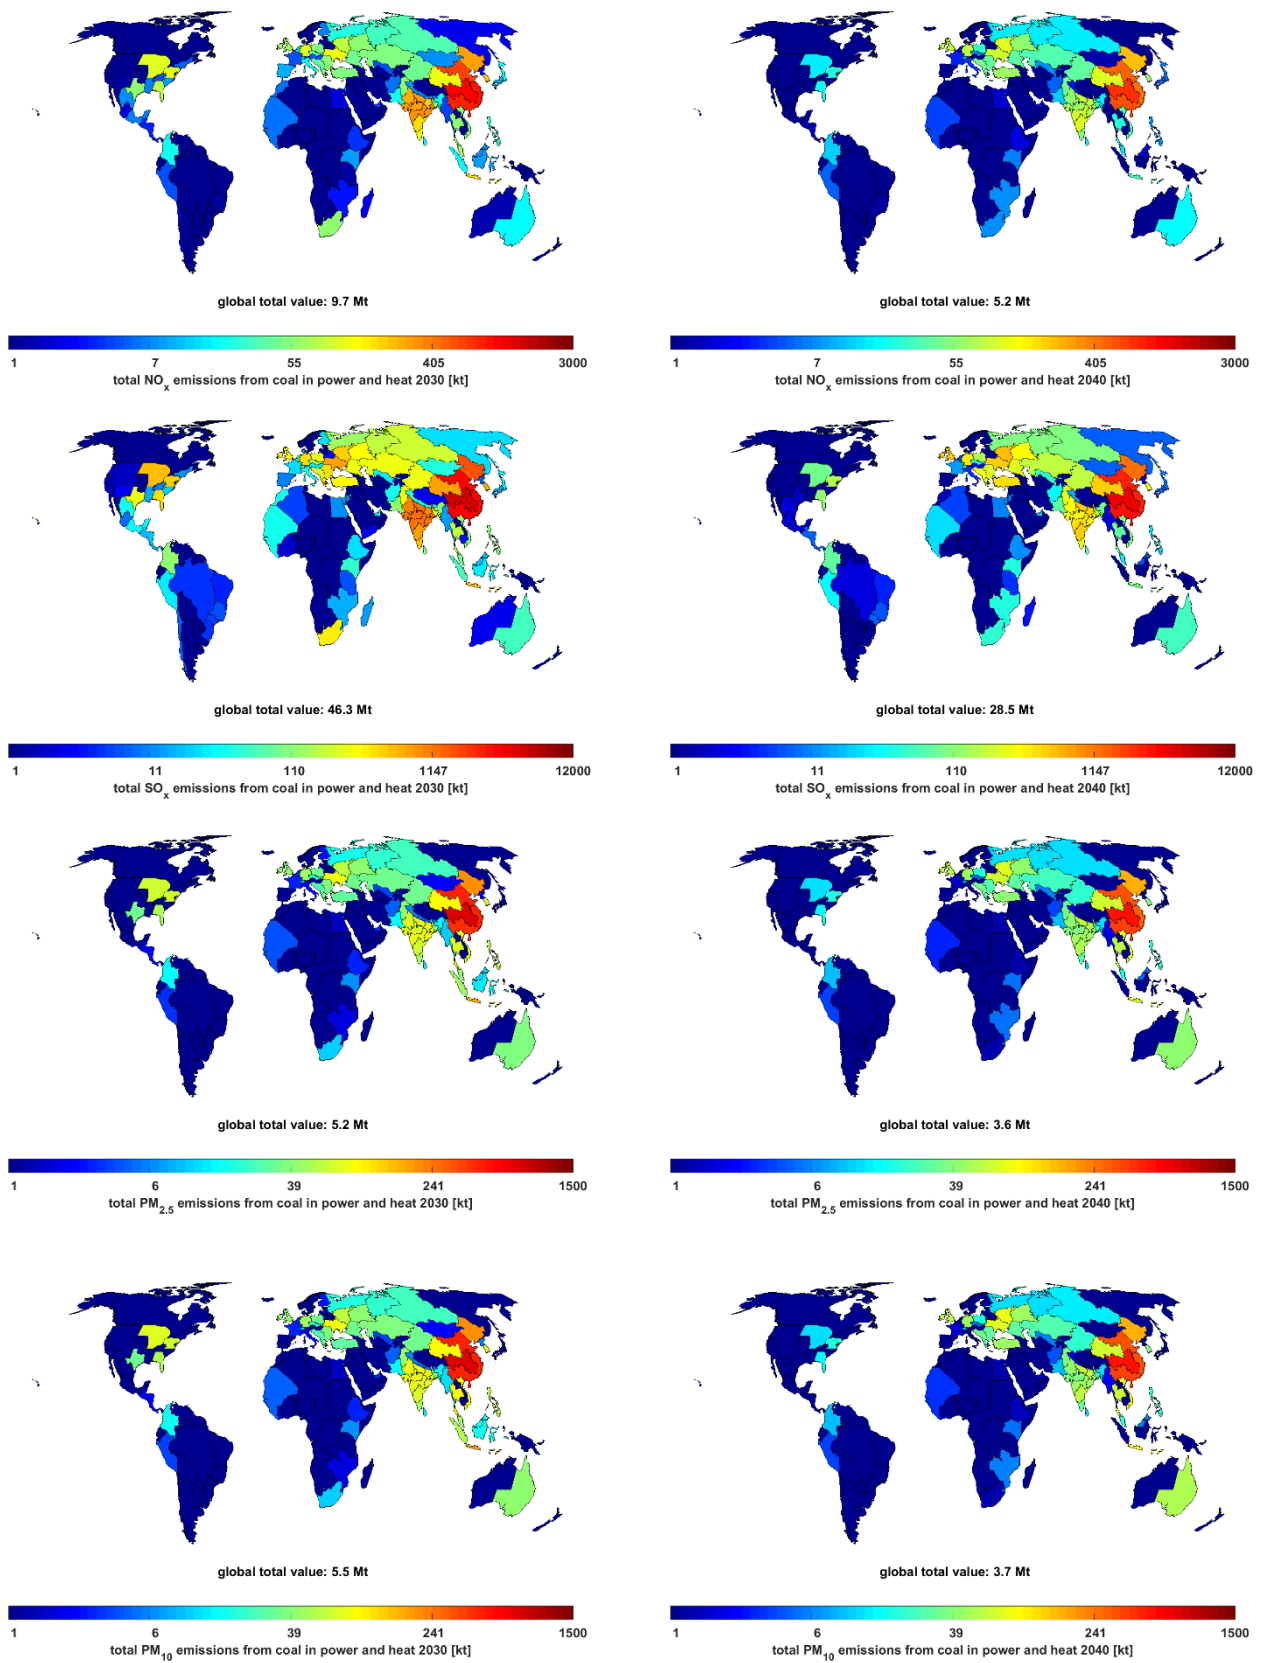 global total value: 9.7 Mt
1 7 55 405 3000
total NOx emissions from coal in power and heat 2030 [kt]
global total value: 5.2 Mt
1 7 55 405 3000
total NOx emissions from coal in power and heat 2040 [kt]
global total value: 46.3 Mt
1 11 110 1147 12000
total SOx emissions from coal in power and heat 2030 [kt]
global total value: 28.5 Mt
1 11 110 1147 12000
total SOx emissions from coal in power and heat 2040 [kt]
global total value: 5.2 Mt
1 6 39 241 1500
total PM2.5 emissions from coal in power and heat 2030 [kt]
global total value: 3.6 Mt
1 6 39 241 1500
total PM2.5 emissions from coal in power and heat 2040 [kt]
global total value: 5.5 Mt
1 6 39 241 1500
total PM10 emissions from coal in power and heat 2030 [kt]
global total value: 3.7 Mt
1 6 39 241 1500
total PM10 emissions from coal in power and heat 2040 [kt]